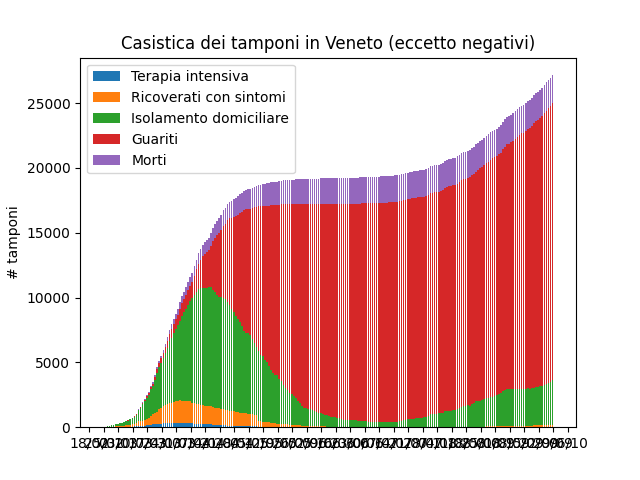 Casistica dei tamponi in Veneto (eccetto negativi)
Terapia intensiva
Ricoverati con sintomi
Isolamento domiciliare
Guariti
Morti
# tamponi
25000
20000
15000
10000
5000
0